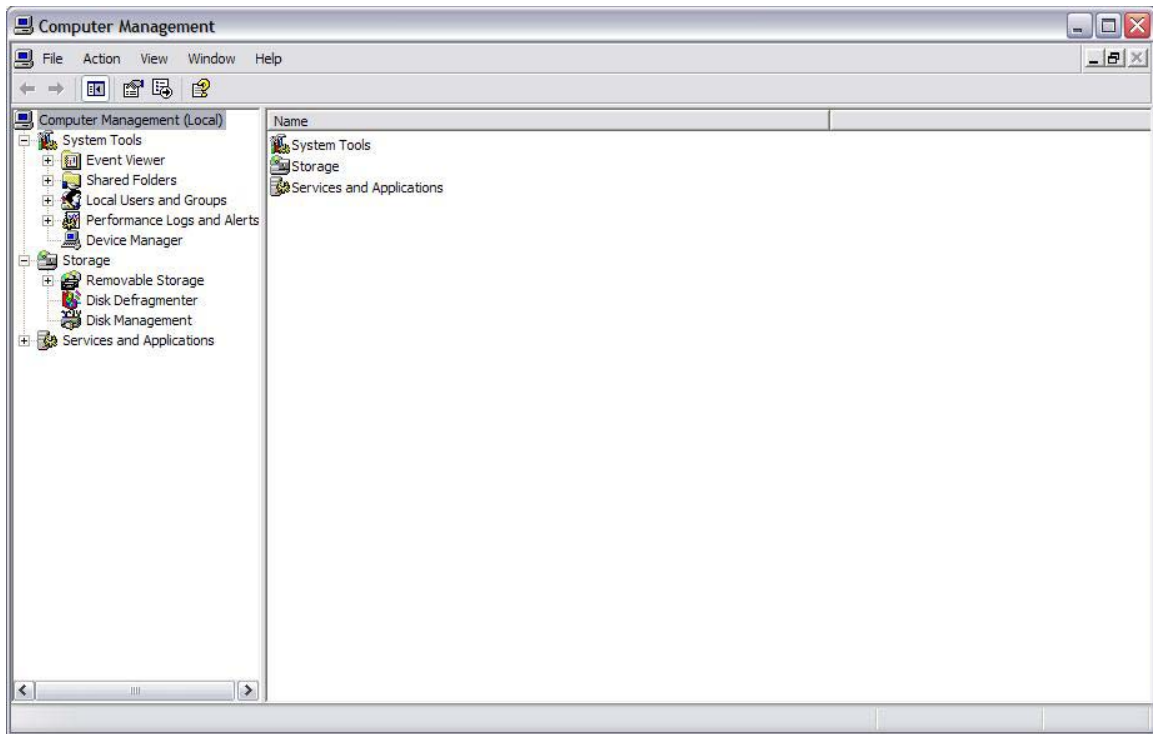 Computer Management
File Action View Window Help
Computer Management (Local)
System Tools
Event Viewer
Shared Folders
Local Users and Groups
Performance Logs and Alerts
Device Manager
Storage
Removable Storage
Disk Defragmenter
Disk Management
Services and Applications
Name
System Tools
Storage
Services and Applications